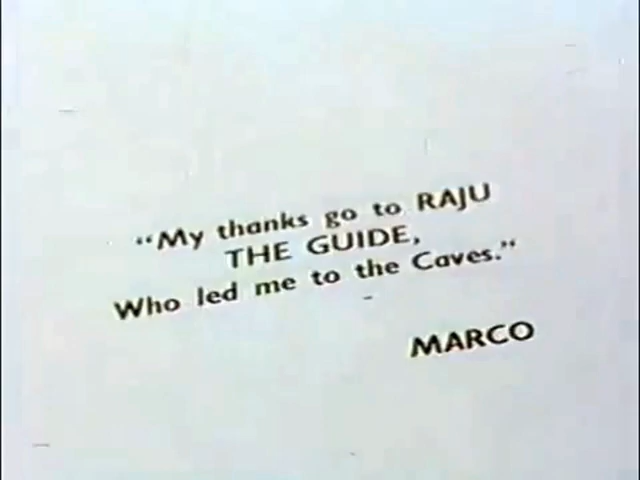 “My thanks go to RAJU
THE GUIDE,
Who led me to the Caves.”
MARCO